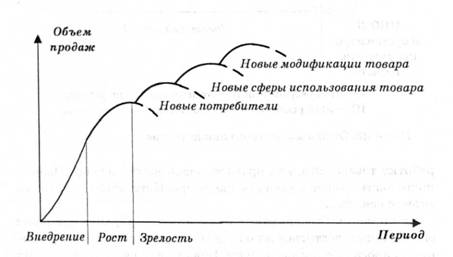 Объем
продаж
Новые модификации товара
Новые сферы использования товара
Новые потребители
Внедрение
Рост
Зрелость
Период